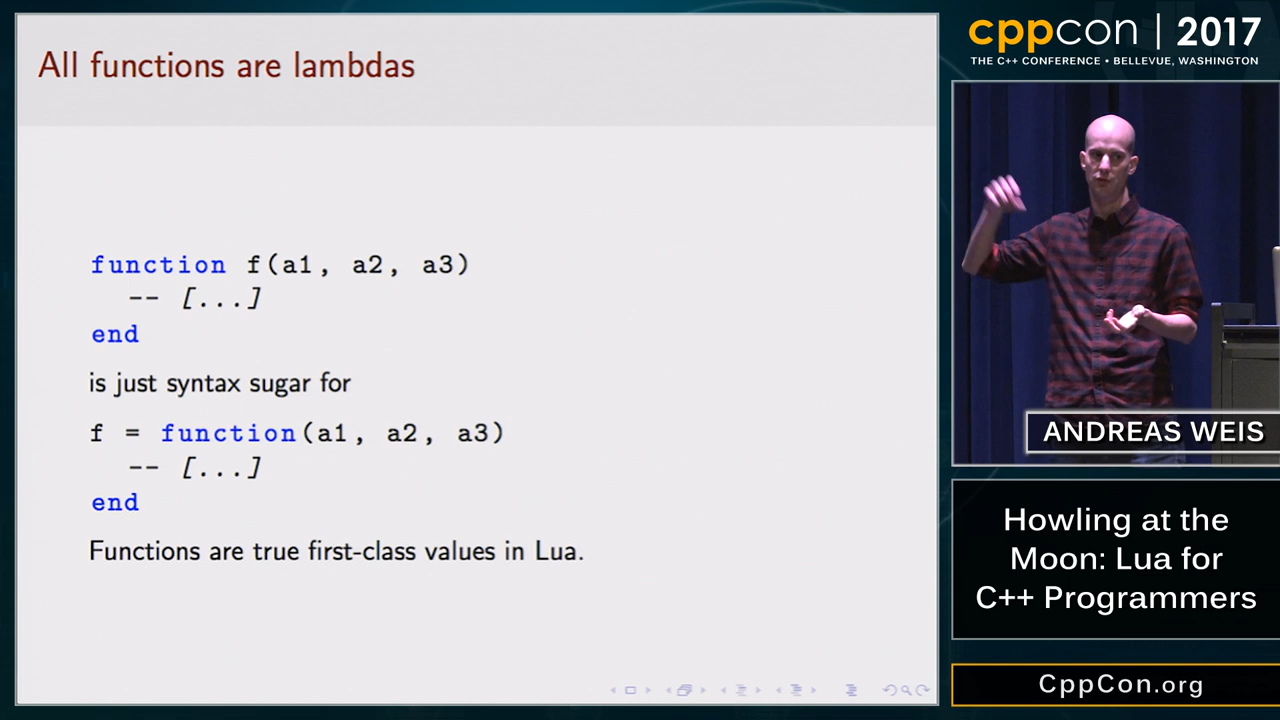 All functions are lambdas
function f(a1, a2, a3)
-- [...]
end
is just syntax sugar for
f = function(a1, a2, a3)
-- [...]
end
Functions are true first-class values in Lua.
cppcon | 2017
THE C++ CONFERENCE • BELLEVUE, WASHINGTON
ANDREAS WEIS
Howling at the
Moon: Lua for
C++ Programmers
CppCon.org